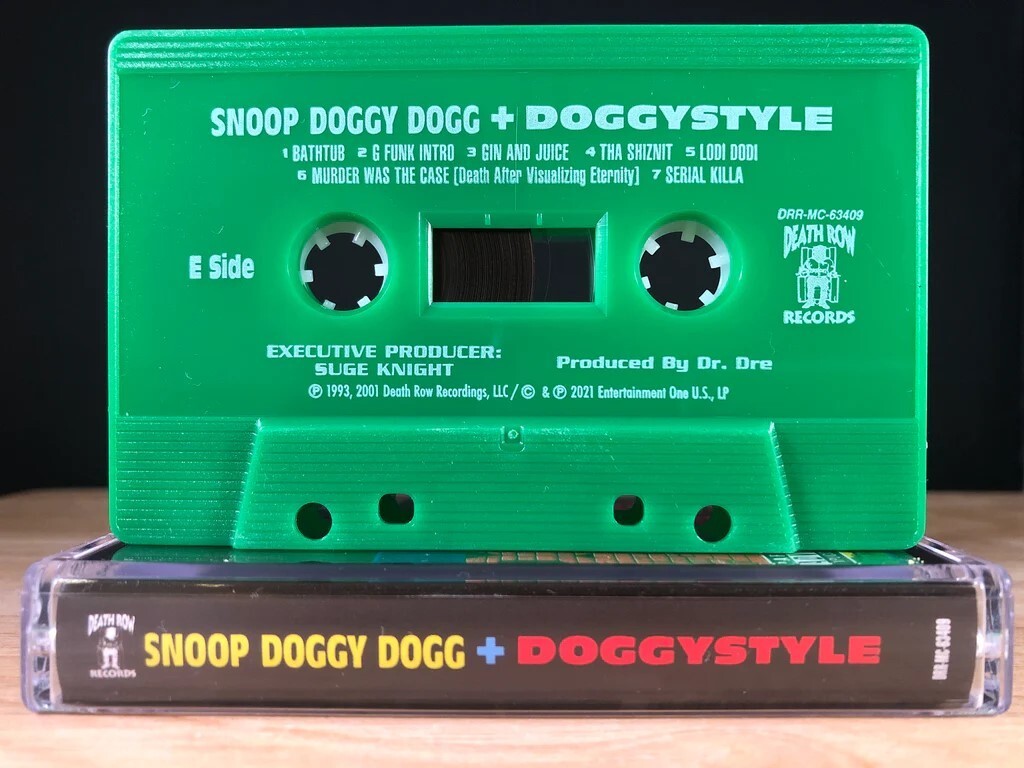 SNOOP DOGGY DOGG + DOGGYSTYLE
1 BATHTUB 2 G FUNK INTRO 3 GIN AND JUICE 4 THA SHIZNIT 5 LODI DODI
6 MURDER WAS THE CASE [Death After Visualizing Eternity] 7 SERIAL KILLA
DRR-MC-63409
DEATH ROW
RECORDS
E Side
EXECUTIVE PRODUCER:
SUGE KNIGHT
Produced By Dr. Dre
℗ 1993, 2001 Death Row Recordings, LLC / © & ℗ 2021 Entertainment One U.S., LP
DEATH ROW
RECORDS
SNOOP DOGGY DOGG + DOGGYSTYLE
DRR-MC-63409